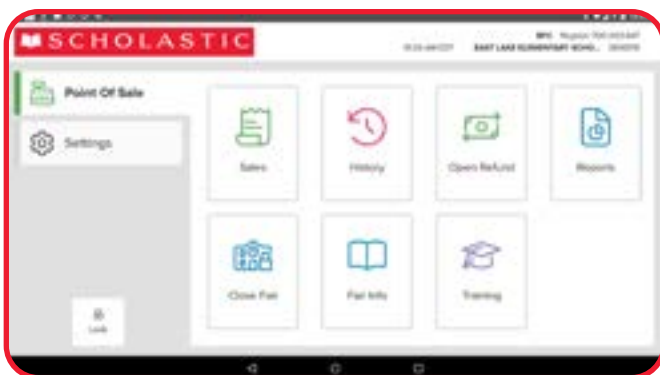 SCHOLASTIC
EAST LAKE ELEMENTARY SCHO...
Point Of Sale
Settings
Sales
History
Open Refund
Reports
Close Fair
Fair Info
Training
Lock